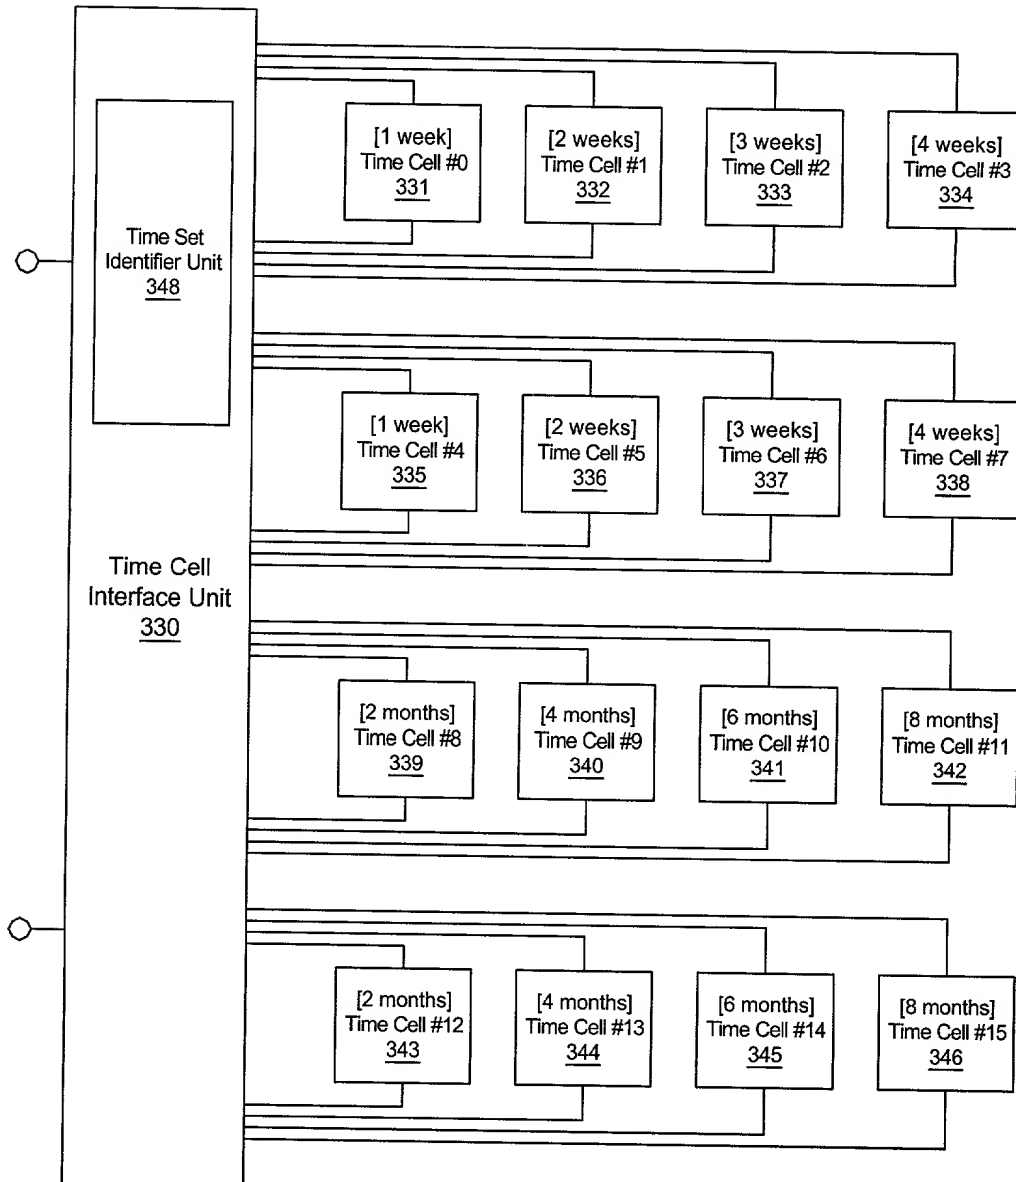 [1 week]
Time Cell #0
331
[2 weeks]
Time Cell #1
332
[3 weeks]
Time Cell #2
333
[4 weeks]
Time Cell #3
334
Time Set
Identifier Unit
348
[1 week]
Time Cell #4
335
[2 weeks]
Time Cell #5
336
[3 weeks]
Time Cell #6
337
[4 weeks]
Time Cell #7
338
Time Cell
Interface Unit
330
[2 months]
Time Cell #8
339
[4 months]
Time Cell #9
340
[6 months]
Time Cell #10
341
[8 months]
Time Cell #11
342
[2 months]
Time Cell #12
343
[4 months]
Time Cell #13
344
[6 months]
Time Cell #14
345
[8 months]
Time Cell #15
346